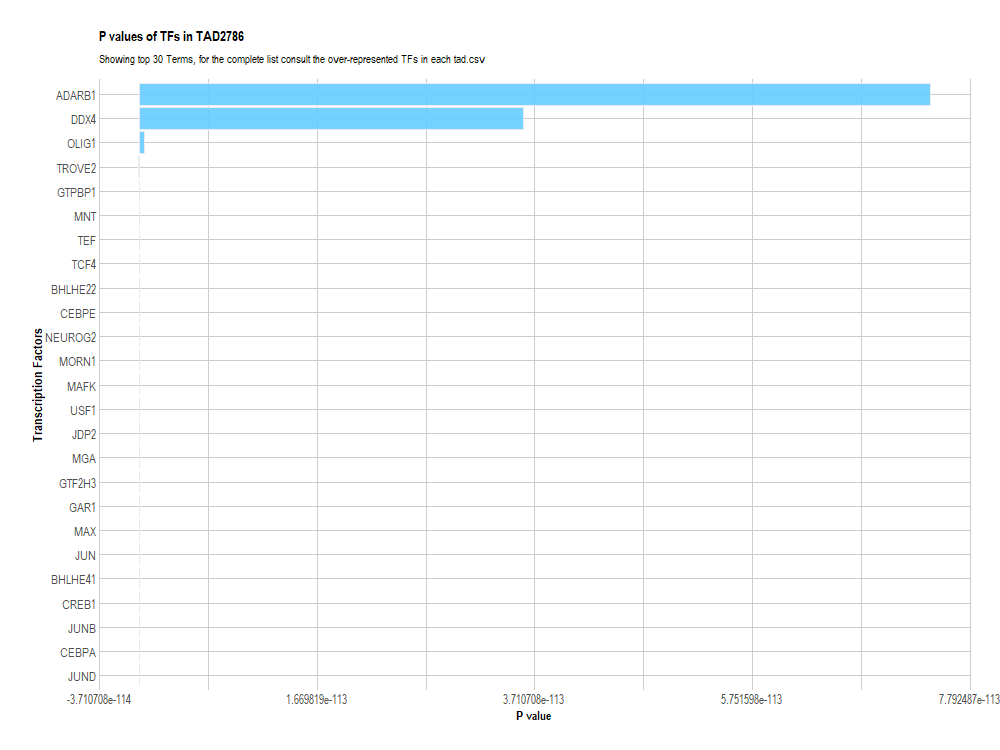 P values of TFs in TAD2786
Showing top 30 Terms, for the complete list consult the over-represented TFs in each tad.csv
Transcription Factors
ADARB1
DDX4
OLIG1
TROVE2
GTPBP1
MNT
TEF
TCF4
BHLHE22
CEBPE
NEUROG2
MORN1
MAFK
USF1
JDP2
MGA
GTF2H3
GAR1
MAX
JUN
BHLHE41
CREB1
JUNB
CEBPA
JUND
-3.710708e-114 1.669819e-113 3.710708e-113 5.751598e-113 7.792487e-113
P value